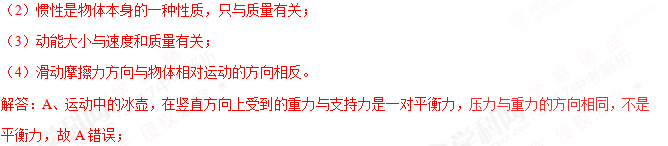 （2）惯性是物体本身的一种性质，只与质量有关；
（3）动能大小与速度和质量有关；
（4）滑动摩擦力方向与物体相对运动的方向相反。
解答：A、运动中的冰壶，在竖直方向上受到的重力与支持力是一对平衡力，压力与重力的方向相同，不是
平衡力，故 A 错误；